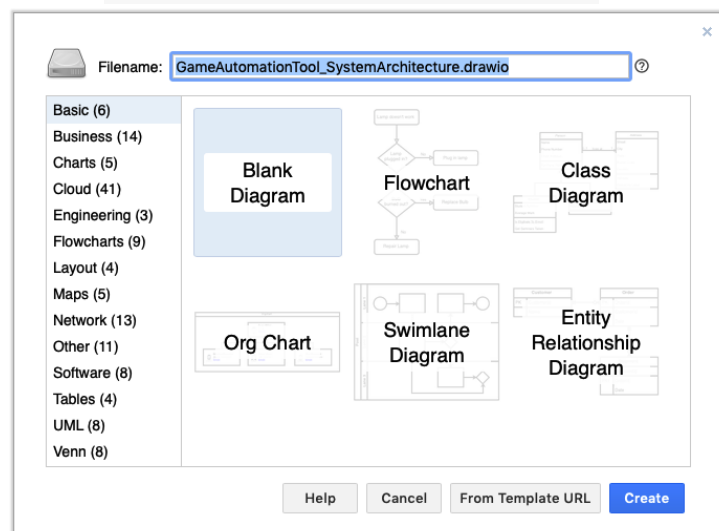 ×
Filename: GameAutomationTool_SystemArchitecture.drawio ?
Basic (6)
Business (14)
Charts (5)
Cloud (41)
Engineering (3)
Flowcharts (9)
Layout (4)
Maps (5)
Network (13)
Other (11)
Software (8)
Tables (4)
UML (8)
Venn (8)
Blank
Diagram
Flowchart
Class
Diagram
Org Chart
Swimlane
Diagram
Entity
Relationship
Diagram
Help
Cancel
From Template URL
Create